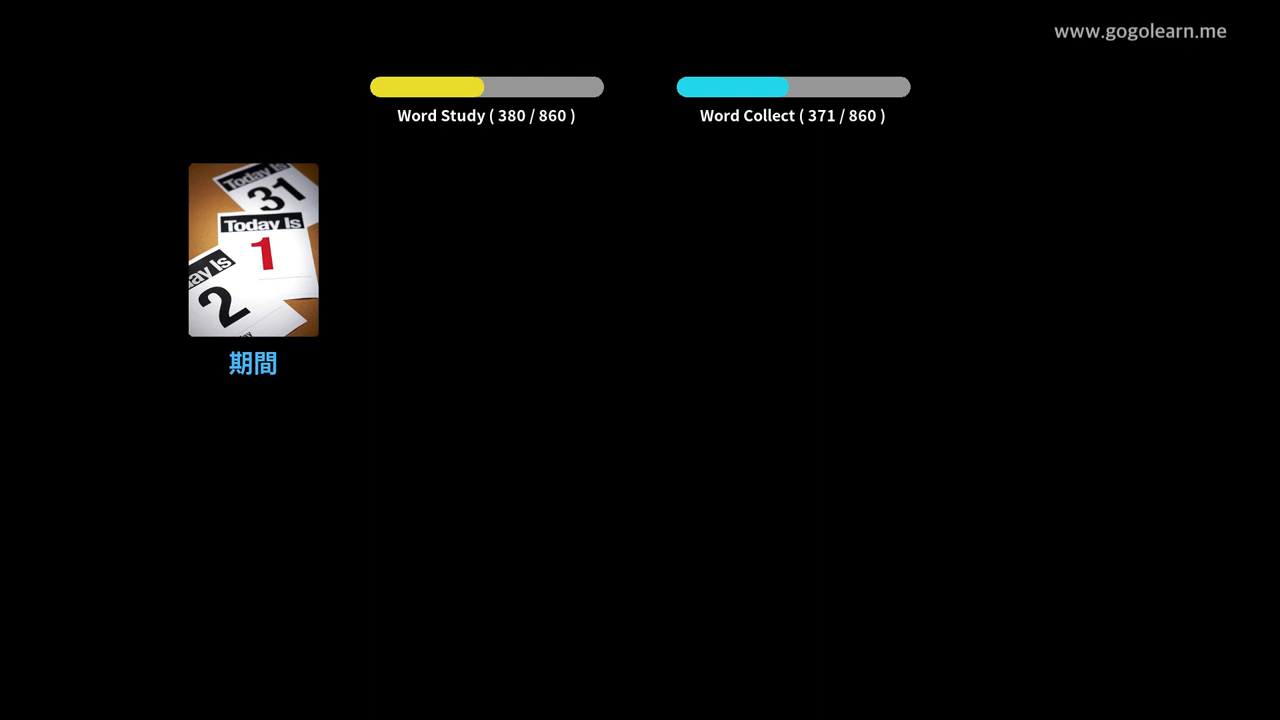 www.gogolearn.me
Word Study ( 380 / 860 )
Word Collect ( 371 / 860 )
Today Is
31
Today Is
1
ay Is
2
期間